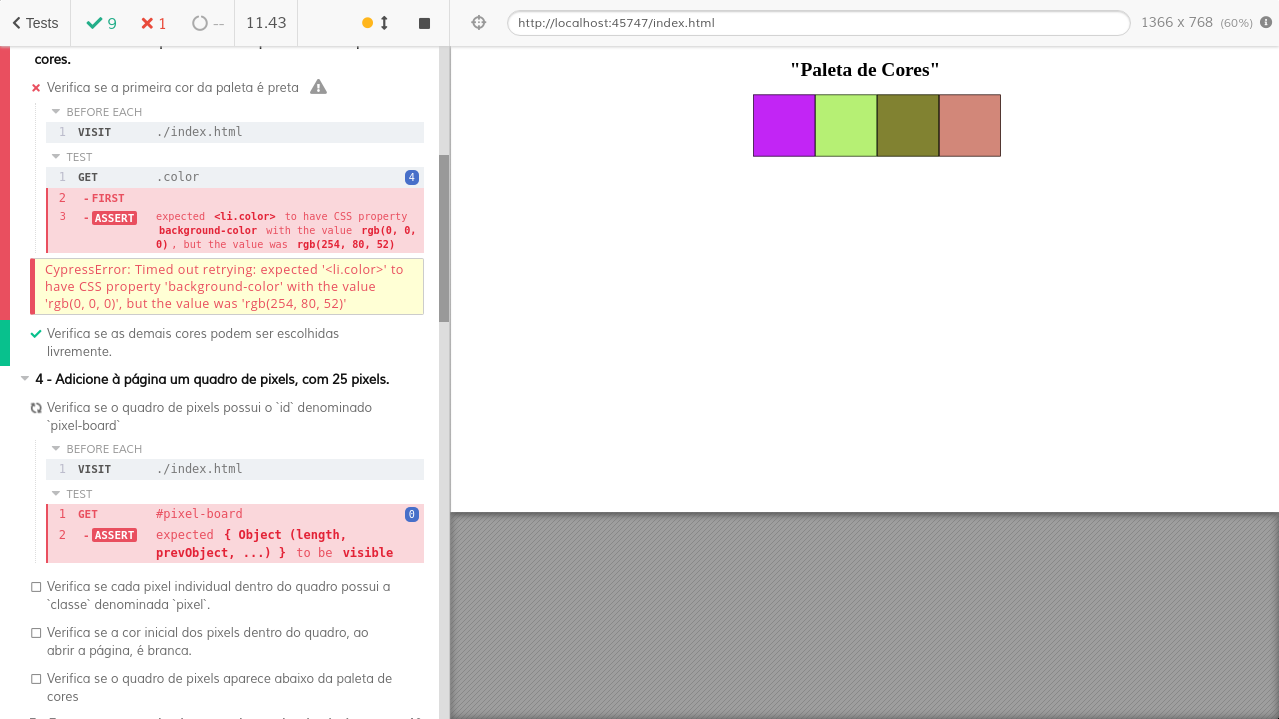 Tests
9
1
--
11.43
http://localhost:45747/index.html
1366 x 768 (60%)
cores.
Verifica se a primeira cor da paleta é preta
BEFORE EACH
1 VISIT ./index.html
TEST
1 GET .color 4
2 - FIRST
3 - ASSERT expected <li.color> to have CSS property
background-color with the value rgb(0, 0,
0), but the value was rgb(254, 80, 52)
CypressError: Timed out retrying: expected '<li.color>' to
have CSS property 'background-color' with the value
'rgb(0, 0, 0)', but the value was 'rgb(254, 80, 52)'
Verifica se as demais cores podem ser escolhidas
livremente.
4 - Adicione à página um quadro de pixels, com 25 pixels.
Verifica se o quadro de pixels possui o `id` denominado
`pixel-board`
BEFORE EACH
1 VISIT ./index.html
TEST
1 GET #pixel-board 0
2 - ASSERT expected { Object (length,
prevObject, ...) } to be visible
Verifica se cada pixel individual dentro do quadro possui a
`classe` denominada `pixel`.
Verifica se a cor inicial dos pixels dentro do quadro, ao
abrir a página, é branca.
Verifica se o quadro de pixels aparece abaixo da paleta de
cores
"Paleta de Cores"